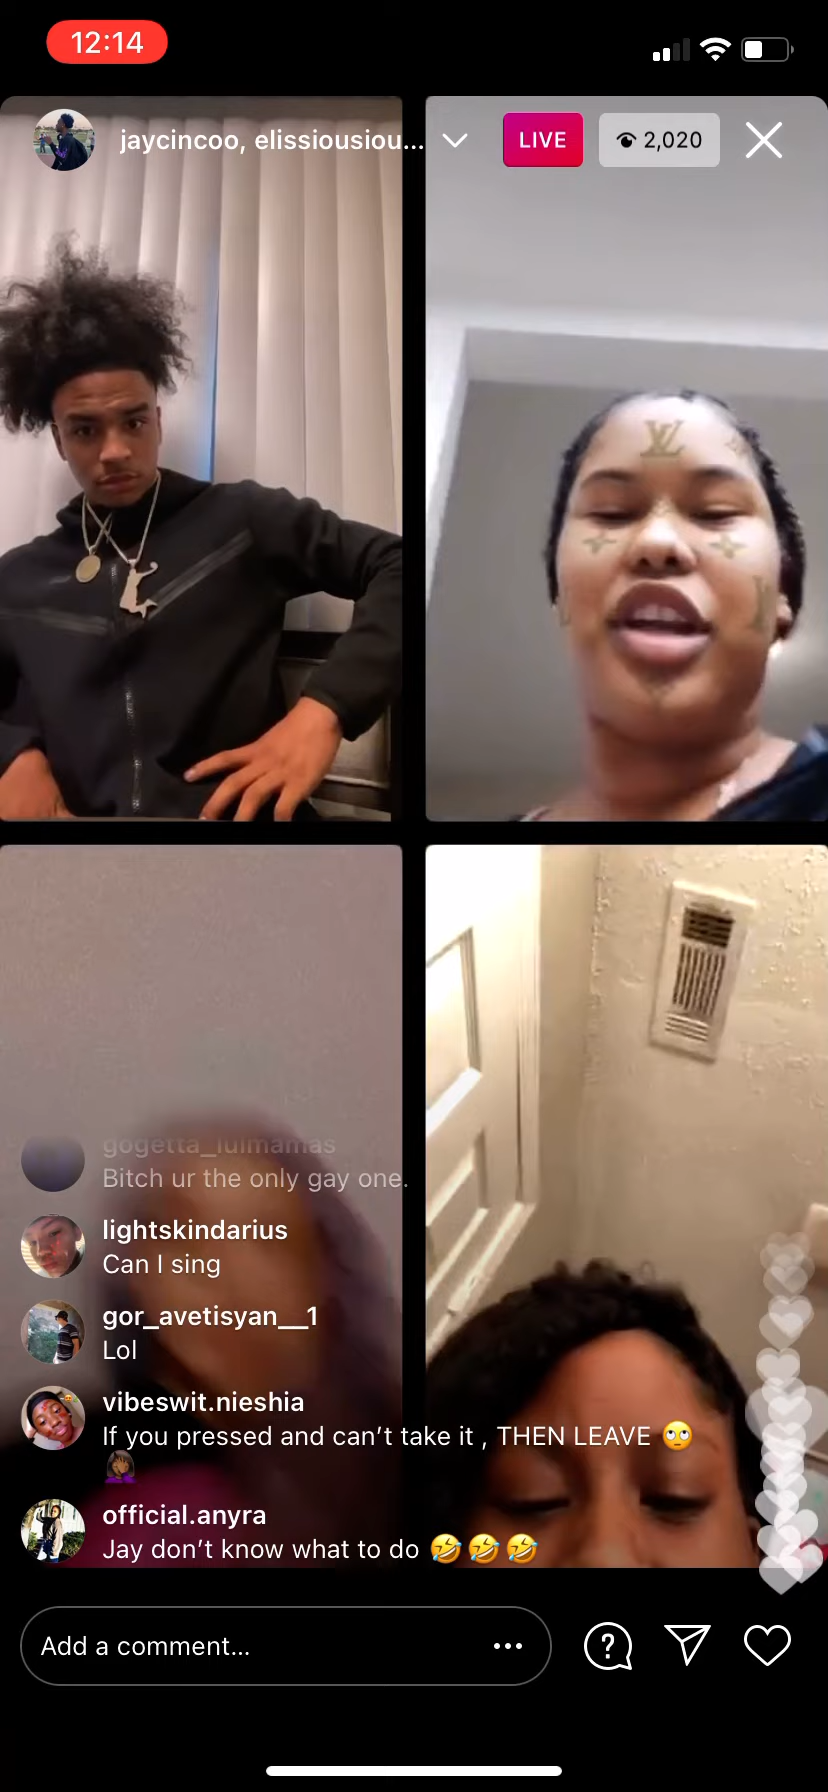 12:14
jaycincoo, elissiousiou...
LIVE
2,020
gogetta_lulmamas
Bitch ur the only gay one.
lightskindarius
Can I sing
gor_avetisyan__1
Lol
vibeswit.nieshia
If you pressed and can’t take it , THEN LEAVE 🙄
🤦🏾‍♀️
official.anyra
Jay don’t know what to do 🤣🤣🤣
Add a comment...